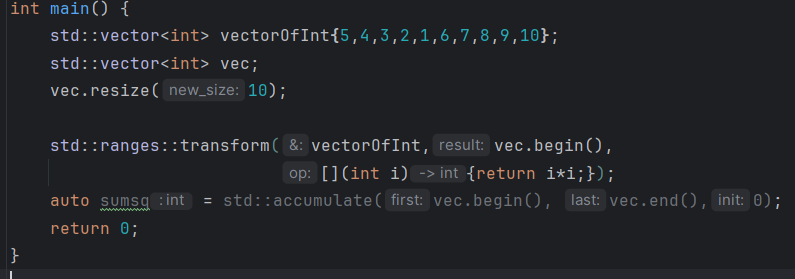 int main() {
    std::vector<int> vectorOfInt{5,4,3,2,1,6,7,8,9,10};
    std::vector<int> vec;
    vec.resize( new_size: 10);
    std::ranges::transform( &: vectorOfInt, result: vec.begin(),
                            op: [](int i) -> int {return i*i;});
    auto sumsq : int = std::accumulate( first: vec.begin(), last: vec.end(), init: 0);
    return 0;
}